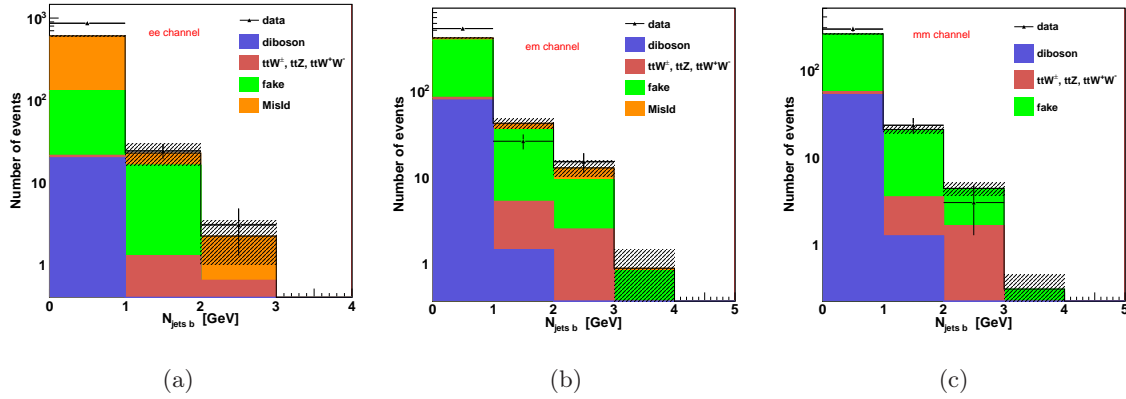 Number of events
10³
10²
10
1
ee channel
data
diboson
ttW±, ttZ, ttW⁺W⁻
fake
MisId
0 1 2 3 4
N jets b [GeV]
(a)
Number of events
10²
10
1
em channel
data
diboson
ttW±, ttZ, ttW⁺W⁻
fake
MisId
0 1 2 3 4 5
N jets b [GeV]
(b)
Number of events
10²
10
1
mm channel
data
diboson
ttW±, ttZ, ttW⁺W⁻
fake
0 1 2 3 4 5
N jets b [GeV]
(c)